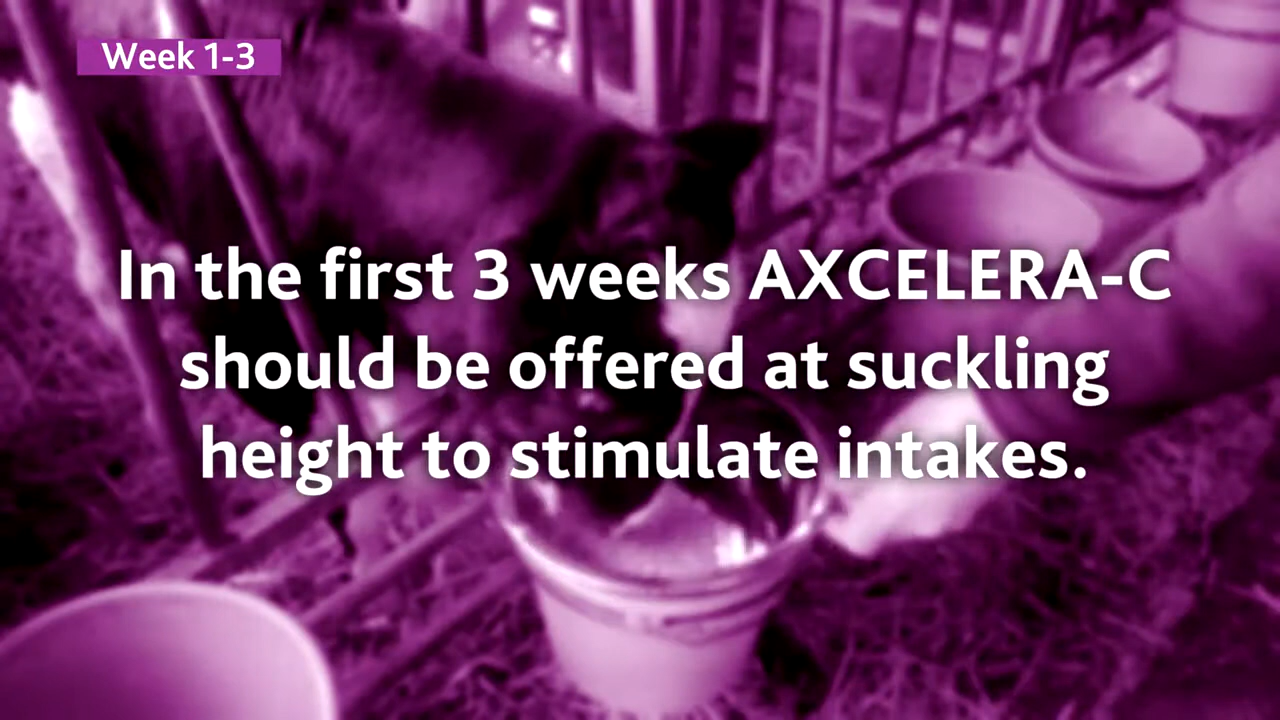 Week 1-3
In the first 3 weeks AXCELERA-C
should be offered at suckling
height to stimulate intakes.